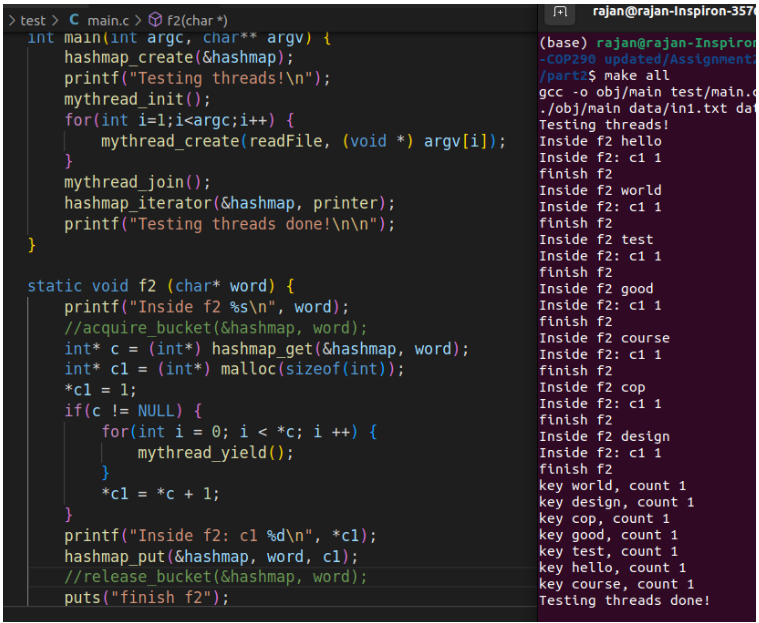 > test > C main.c > f2(char *)
int main(int argc, char** argv) {
hashmap_create(&hashmap);
printf("Testing threads!\n");
mythread_init();
for(int i=1;i<argc;i++) {
mythread_create(readFile, (void *) argv[i]);
}
mythread_join();
hashmap_iterator(&hashmap, printer);
printf("Testing threads done!\n\n");
}
static void f2 (char* word) {
printf("Inside f2 %s\n", word);
//acquire_bucket(&hashmap, word);
int* c = (int*) hashmap_get(&hashmap, word);
int* c1 = (int*) malloc(sizeof(int));
*c1 = 1;
if(c != NULL) {
for(int i = 0; i < *c; i ++) {
mythread_yield();
}
*c1 = *c + 1;
}
printf("Inside f2: c1 %d\n", *c1);
hashmap_put(&hashmap, word, c1);
//release_bucket(&hashmap, word);
puts("finish f2");
rajan@rajan-Inspiron-357
(base) rajan@rajan-Inspiron
-COP290 updated/Assignment2
/part2$ make all
gcc -o obj/main test/main.c
./obj/main data/in1.txt dat
Testing threads!
Inside f2 hello
Inside f2: c1 1
finish f2
Inside f2 world
Inside f2: c1 1
finish f2
Inside f2 test
Inside f2: c1 1
finish f2
Inside f2 good
Inside f2: c1 1
finish f2
Inside f2 course
Inside f2: c1 1
finish f2
Inside f2 cop
Inside f2: c1 1
finish f2
Inside f2 design
Inside f2: c1 1
finish f2
key world, count 1
key design, count 1
key cop, count 1
key good, count 1
key test, count 1
key hello, count 1
key course, count 1
Testing threads done!